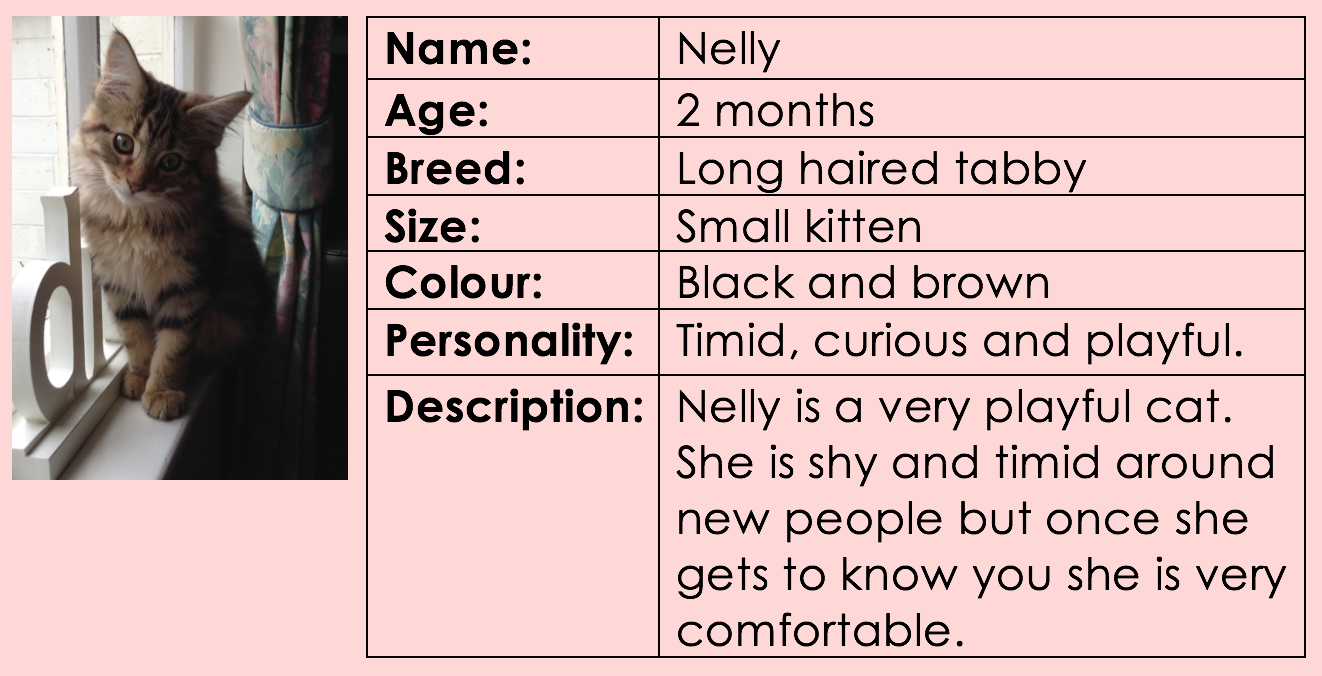 d
Name: Nelly
Age: 2 months
Breed: Long haired tabby
Size: Small kitten
Colour: Black and brown
Personality: Timid, curious and playful.
Description: Nelly is a very playful cat.
She is shy and timid around
new people but once she
gets to know you she is very
comfortable.